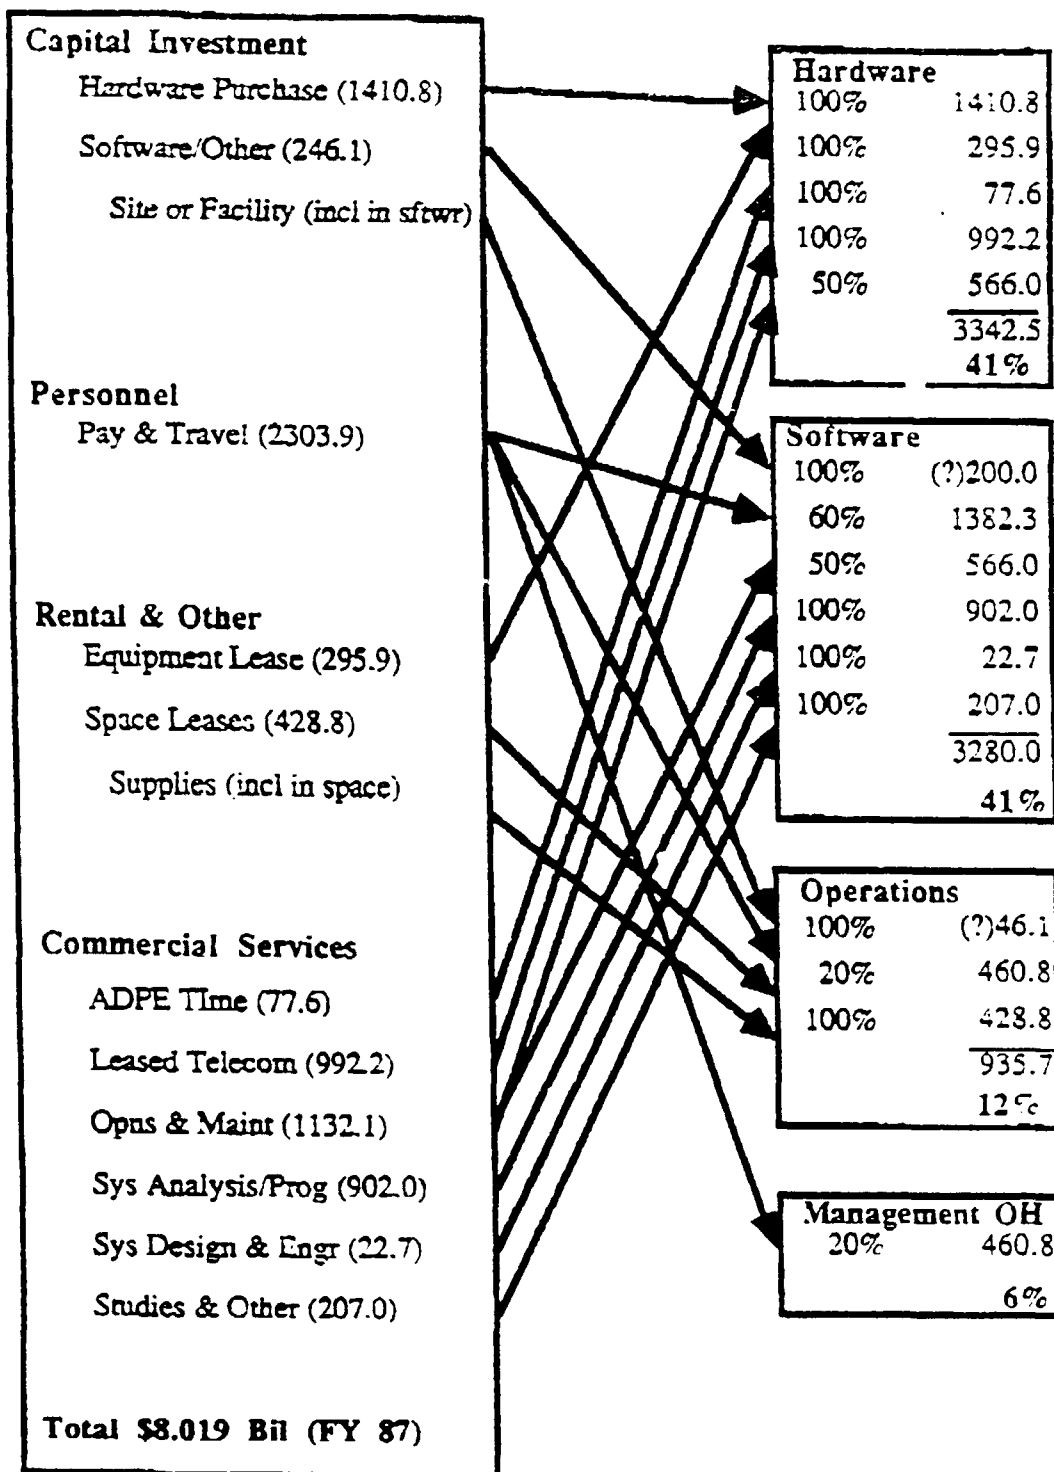 Capital Investment
Hardware Purchase (1410.8)
Software/Other (246.1)
Site or Facility (incl in sftwr)
Personnel
Pay & Travel (2303.9)
Rental & Other
Equipment Lease (295.9)
Space Leases (428.8)
Supplies (incl in space)
Commercial Services
ADPE TIme (77.6)
Leased Telecom (992.2)
Opns & Maint (1132.1)
Sys Analysis/Prog (902.0)
Sys Design & Engr (22.7)
Studies & Other (207.0)
Total $8.019 Bil (FY 87)
Hardware
100% 1410.8
100% 295.9
100% 77.6
100% 992.2
50% 566.0
3342.5
41%
Software
100% (?)200.0
60% 1382.3
50% 566.0
100% 902.0
100% 22.7
100% 207.0
3280.0
41%
Operations
100% (?)46.1
20% 460.8
100% 428.8
935.7
12%
Management OH
20% 460.8
6%